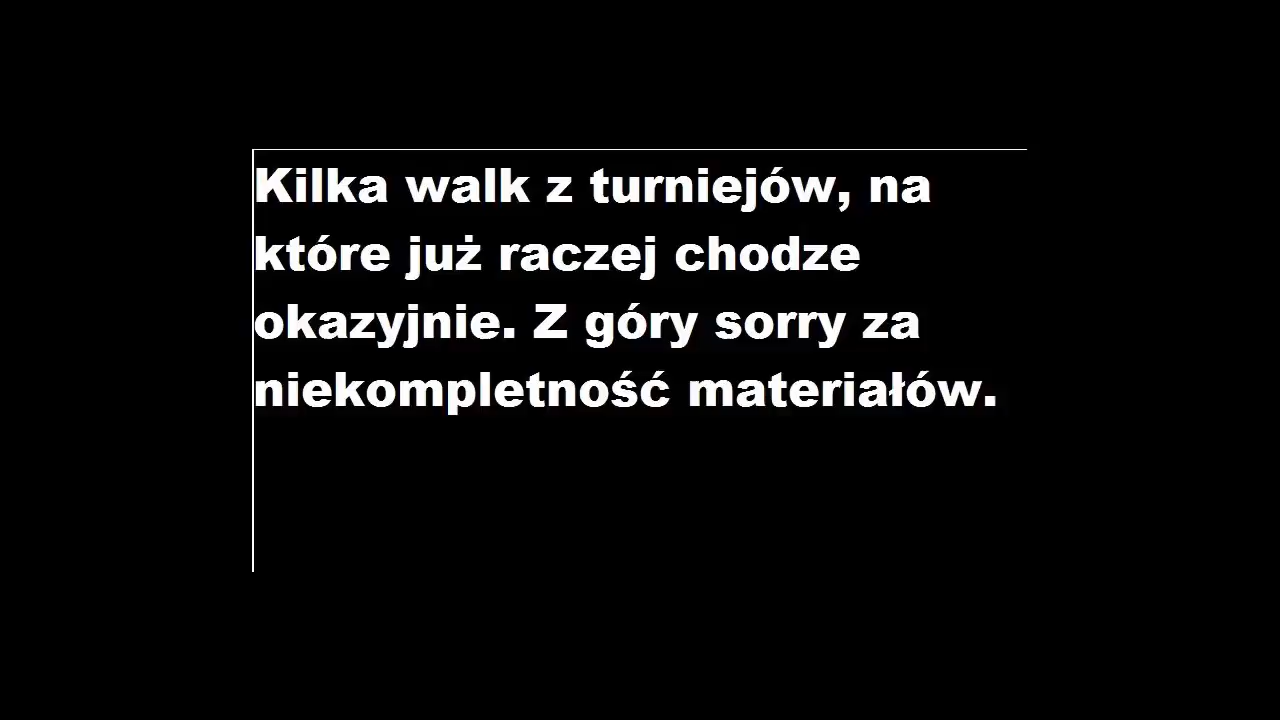 Kilka walk z turniejów, na
które już raczej chodze
okazyjnie. Z góry sorry za
niekompletność materiałów.